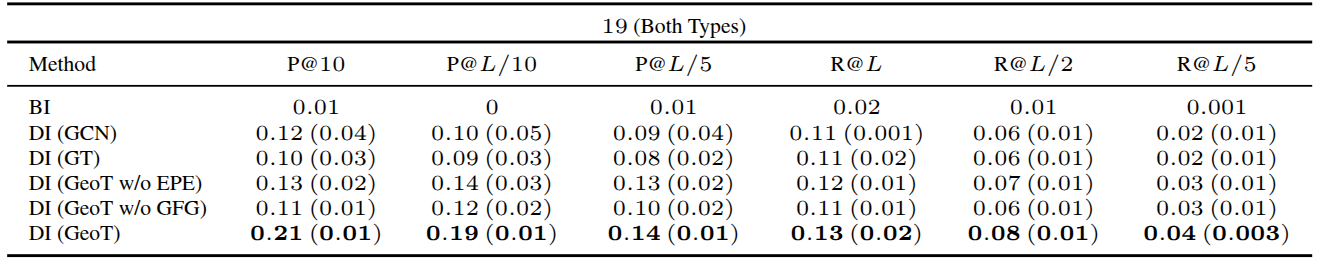 19 (Both Types)
Method P@10 P@L/10 P@L/5 R@L R@L/2 R@L/5
BI 0.01 0 0.01 0.02 0.01 0.001
DI (GCN) 0.12 (0.04) 0.10 (0.05) 0.09 (0.04) 0.11 (0.001) 0.06 (0.01) 0.02 (0.01)
DI (GT) 0.10 (0.03) 0.09 (0.03) 0.08 (0.02) 0.11 (0.02) 0.06 (0.01) 0.02 (0.01)
DI (GeoT w/o EPE) 0.13 (0.02) 0.14 (0.03) 0.13 (0.02) 0.12 (0.01) 0.07 (0.01) 0.03 (0.01)
DI (GeoT w/o GFG) 0.11 (0.01) 0.12 (0.02) 0.10 (0.02) 0.11 (0.01) 0.06 (0.01) 0.03 (0.01)
DI (GeoT) 0.21 (0.01) 0.19 (0.01) 0.14 (0.01) 0.13 (0.02) 0.08 (0.01) 0.04 (0.003)